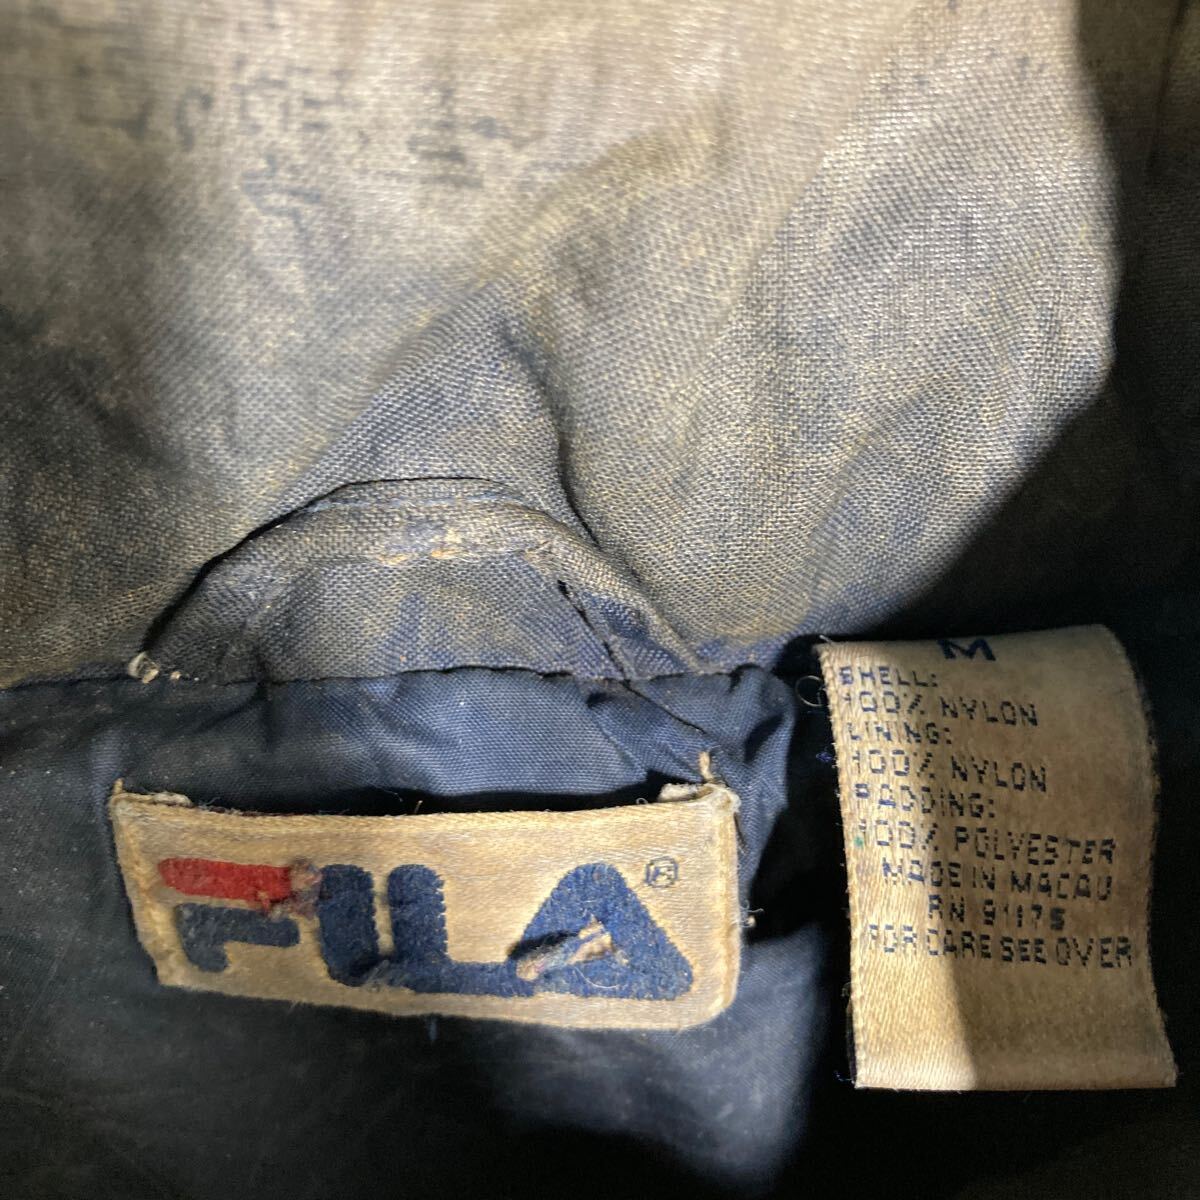 M
SHELL:
100% NYLON
LINING:
100% NYLON
PADDING:
100% POLYESTER
MADE IN MACAU
RN 91175
FOR CARE SEE OVER
FILA®